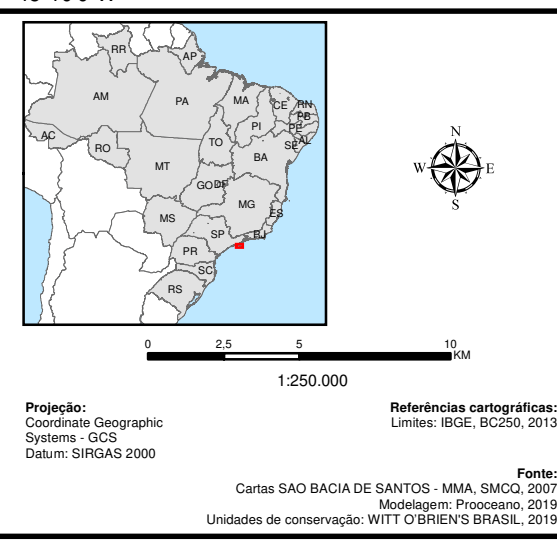 RR
AP
AM
PA
MA
CE
RN
PB
PE
AL
SE
PI
AC
RO
TO
BA
MT
GO
DF
MG
ES
MS
SP
RJ
PR
SC
RS
N
W
E
S
0
2,5
5
10
KM
1:250.000
Projeção:
Coordinate Geographic
Systems - GCS
Datum: SIRGAS 2000
Referências cartográficas:
Limites: IBGE, BC250, 2013
Fonte:
Cartas SAO BACIA DE SANTOS - MMA, SMCQ, 2007
Modelagem: Prooceano, 2019
Unidades de conservação: WITT O'BRIEN'S BRASIL, 2019